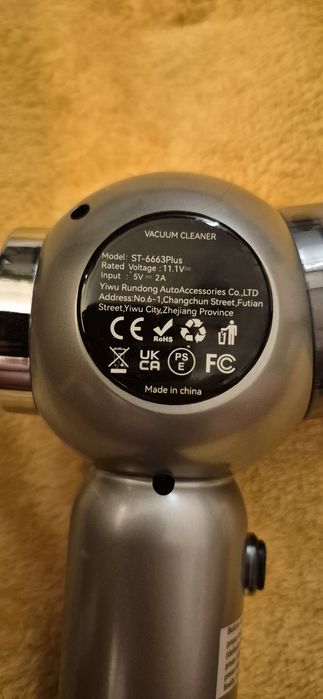 VACUUM CLEANER
Model: ST-6663Plus
Rated Voltage : 11.1V⎓
Input : 5V ⎓ 2A
Yiwu Rundong AutoAccessories Co.,LTD
Address:No.6-1,Changchun Street,Futian
Street,Yiwu City,Zhejiang Province
CE RoHS
UK CA PS E FC
Made in china